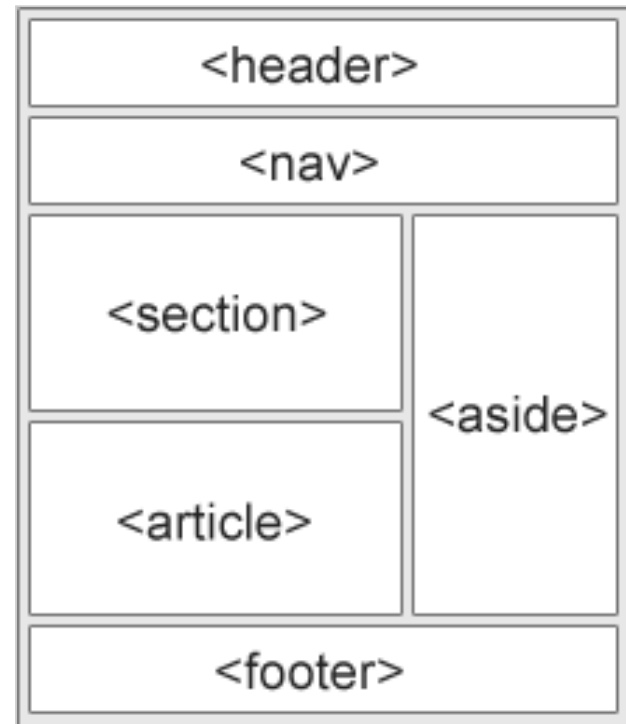 <header>
<nav>
<section>
<article>
<aside>
<footer>